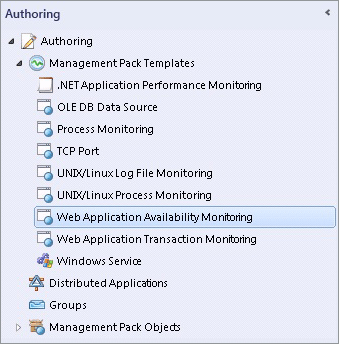 Authoring
Authoring
Management Pack Templates
.NET Application Performance Monitoring
OLE DB Data Source
Process Monitoring
TCP Port
UNIX/Linux Log File Monitoring
UNIX/Linux Process Monitoring
Web Application Availability Monitoring
Web Application Transaction Monitoring
Windows Service
Distributed Applications
Groups
Management Pack Objects